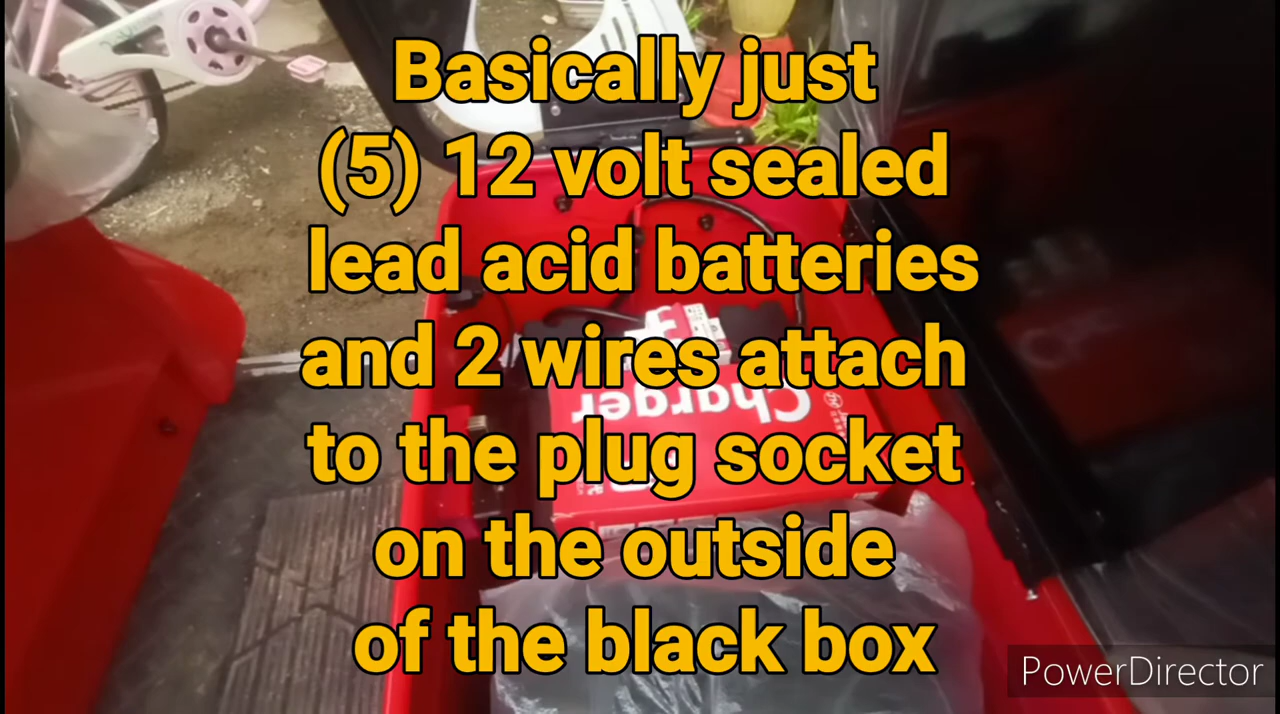 Basically just
(5) 12 volt sealed
lead acid batteries
and 2 wires attach
to the plug socket
on the outside
of the black box
Charger
PowerDirector